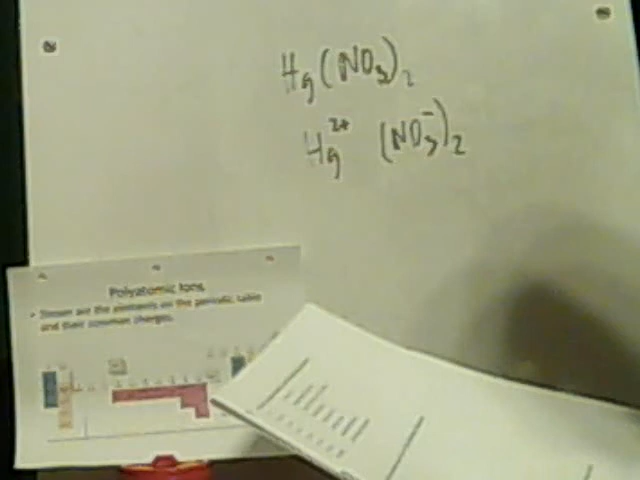 Hg(NO3)2
Hg2+ (NO3-)2
Polyatomic Ions
Shown are the elements on the periodic table
and their common charges.